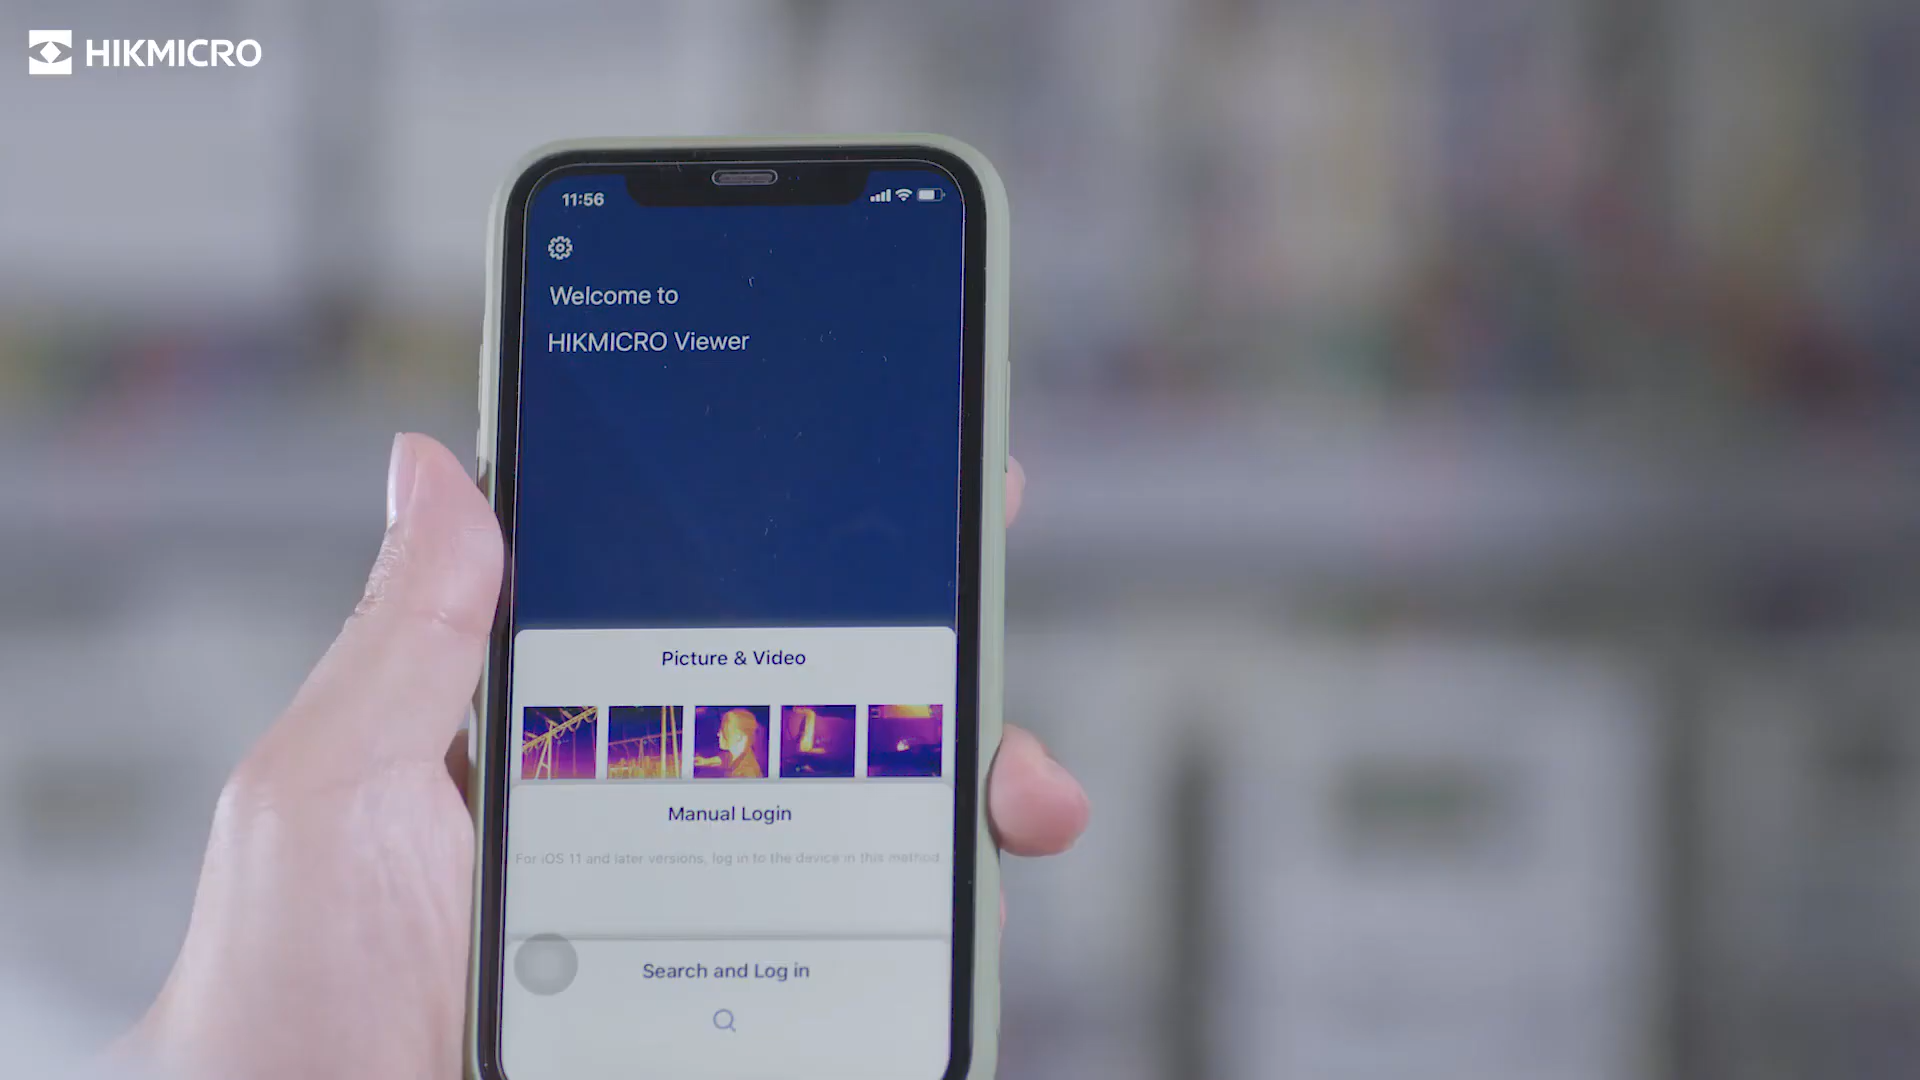 HIKMICRO
11:56
Welcome to
HIKMICRO Viewer
Picture & Video
Manual Login
For iOS 11 and later versions, log in to the device in this method.
Search and Log in